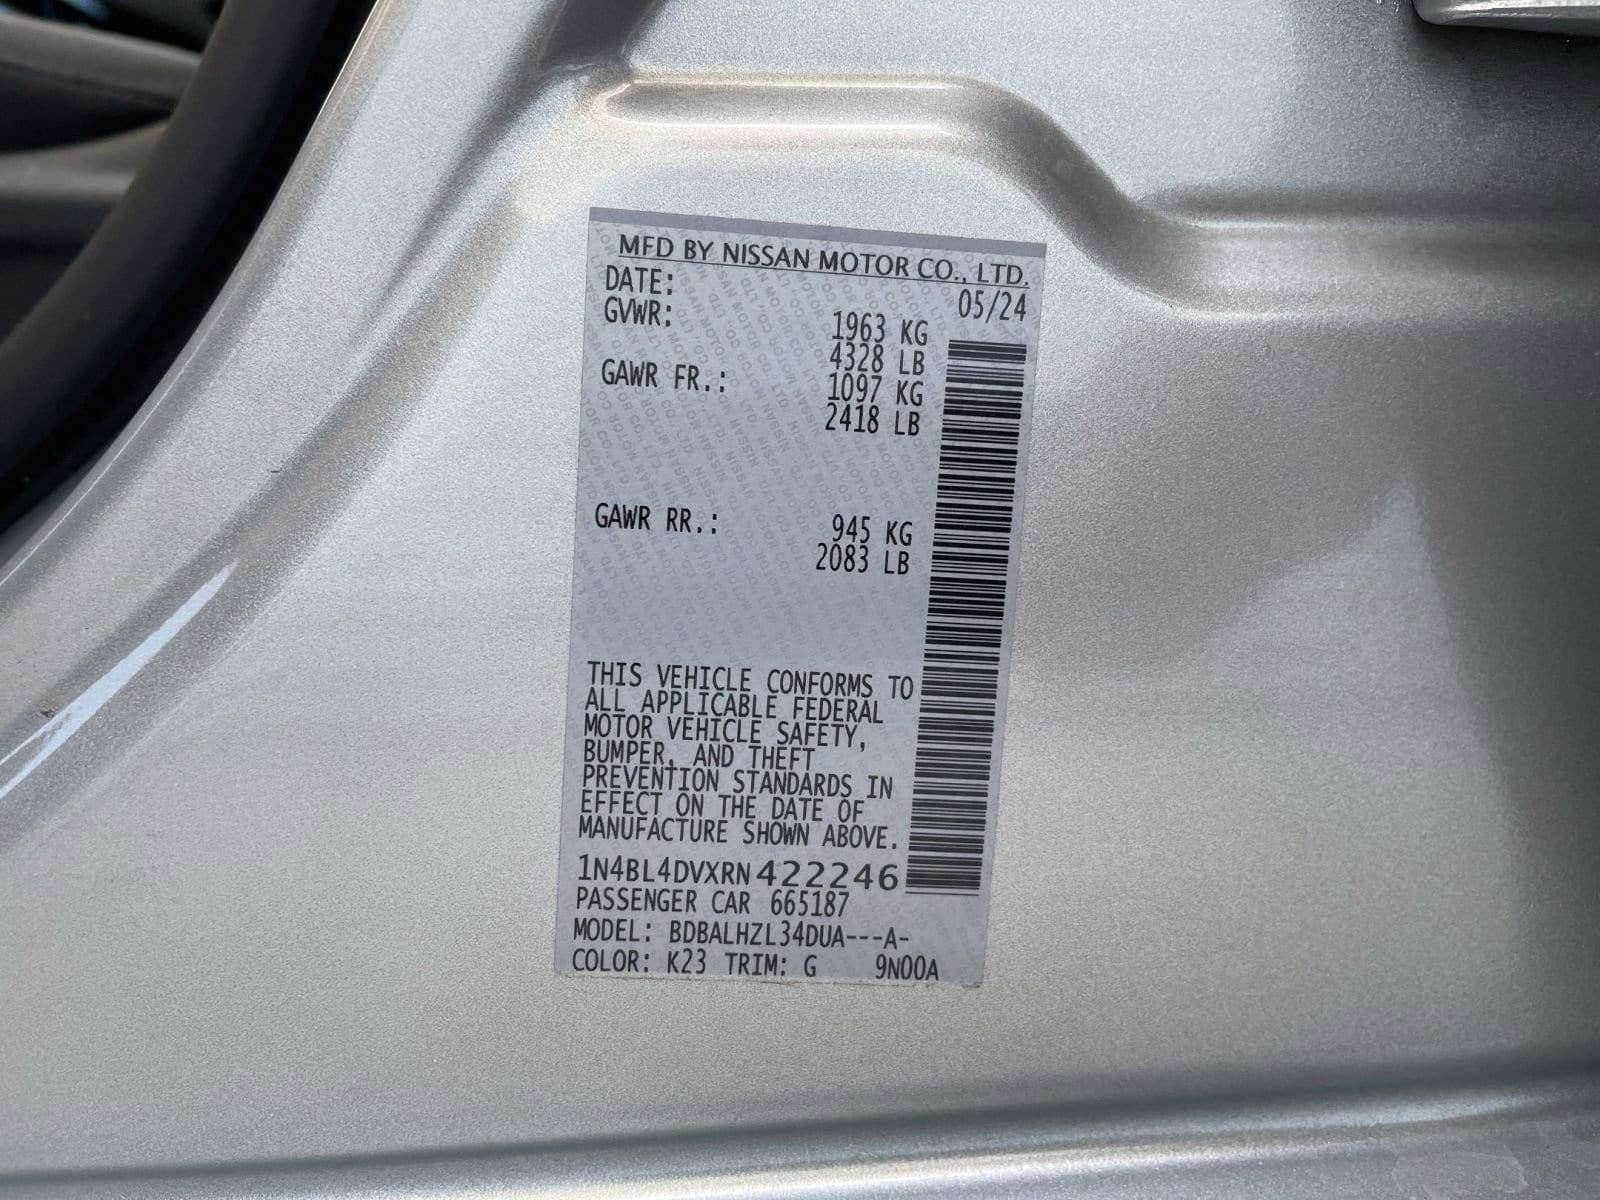 MFD BY NISSAN MOTOR CO., LTD.
DATE: 05/24
GVWR: 1963 KG
4328 LB
GAWR FR.: 1097 KG
2418 LB
GAWR RR.: 945 KG
2083 LB
THIS VEHICLE CONFORMS TO
ALL APPLICABLE FEDERAL
MOTOR VEHICLE SAFETY,
BUMPER, AND THEFT
PREVENTION STANDARDS IN
EFFECT ON THE DATE OF
MANUFACTURE SHOWN ABOVE.
1N4BL4DVXRN422246
PASSENGER CAR 665187
MODEL: BDBALHZL34DUA---A-
COLOR: K23 TRIM: G 9N00A